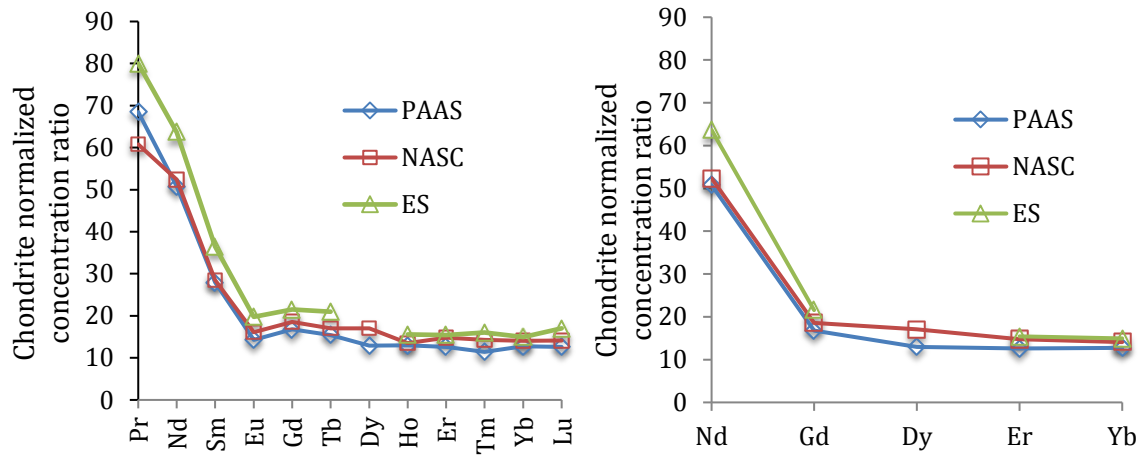 Chondrite normalized
concentration ratio
90
80
70
60
50
40
30
20
10
0
Pr
Nd
Sm
Eu
Gd
Tb
Dy
Ho
Er
Tm
Yb
Lu
PAAS
NASC
ES
Chondrite normalized
concentration ratio
90
80
70
60
50
40
30
20
10
0
Nd
Gd
Dy
Er
Yb
PAAS
NASC
ES